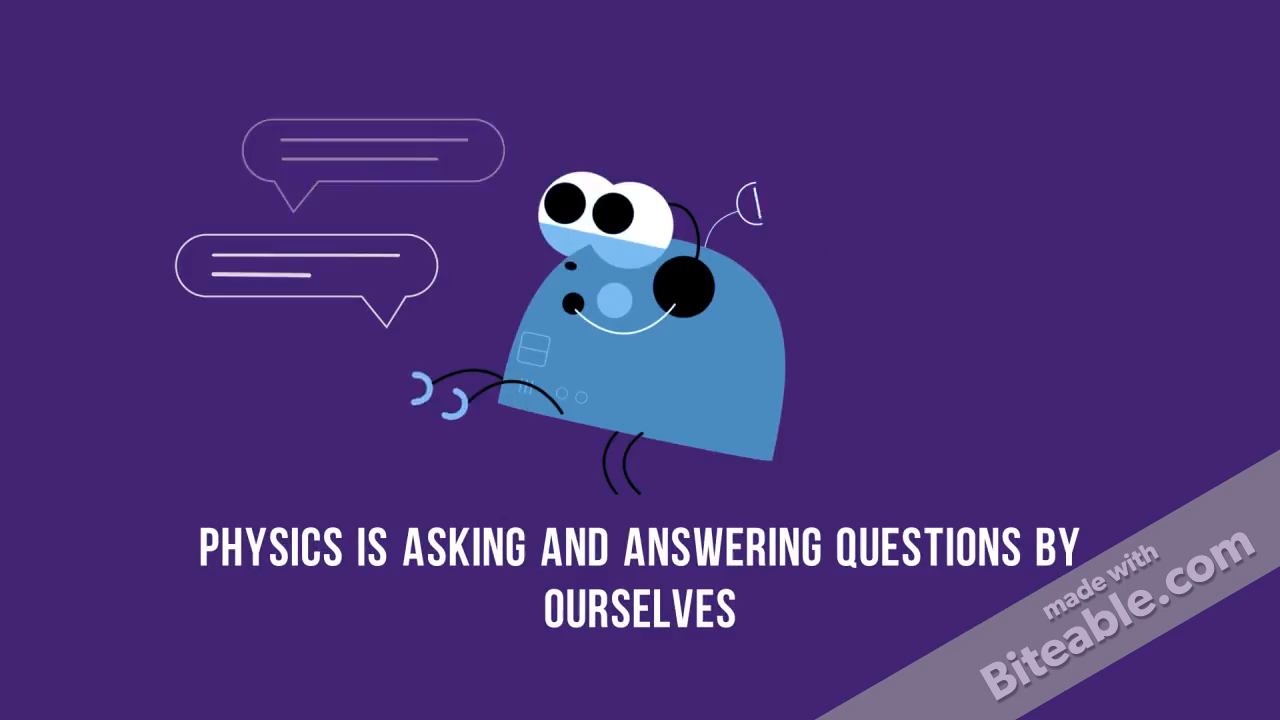 PHYSICS IS ASKING AND ANSWERING QUESTIONS BY
OURSELVES
made with
Biteable.com